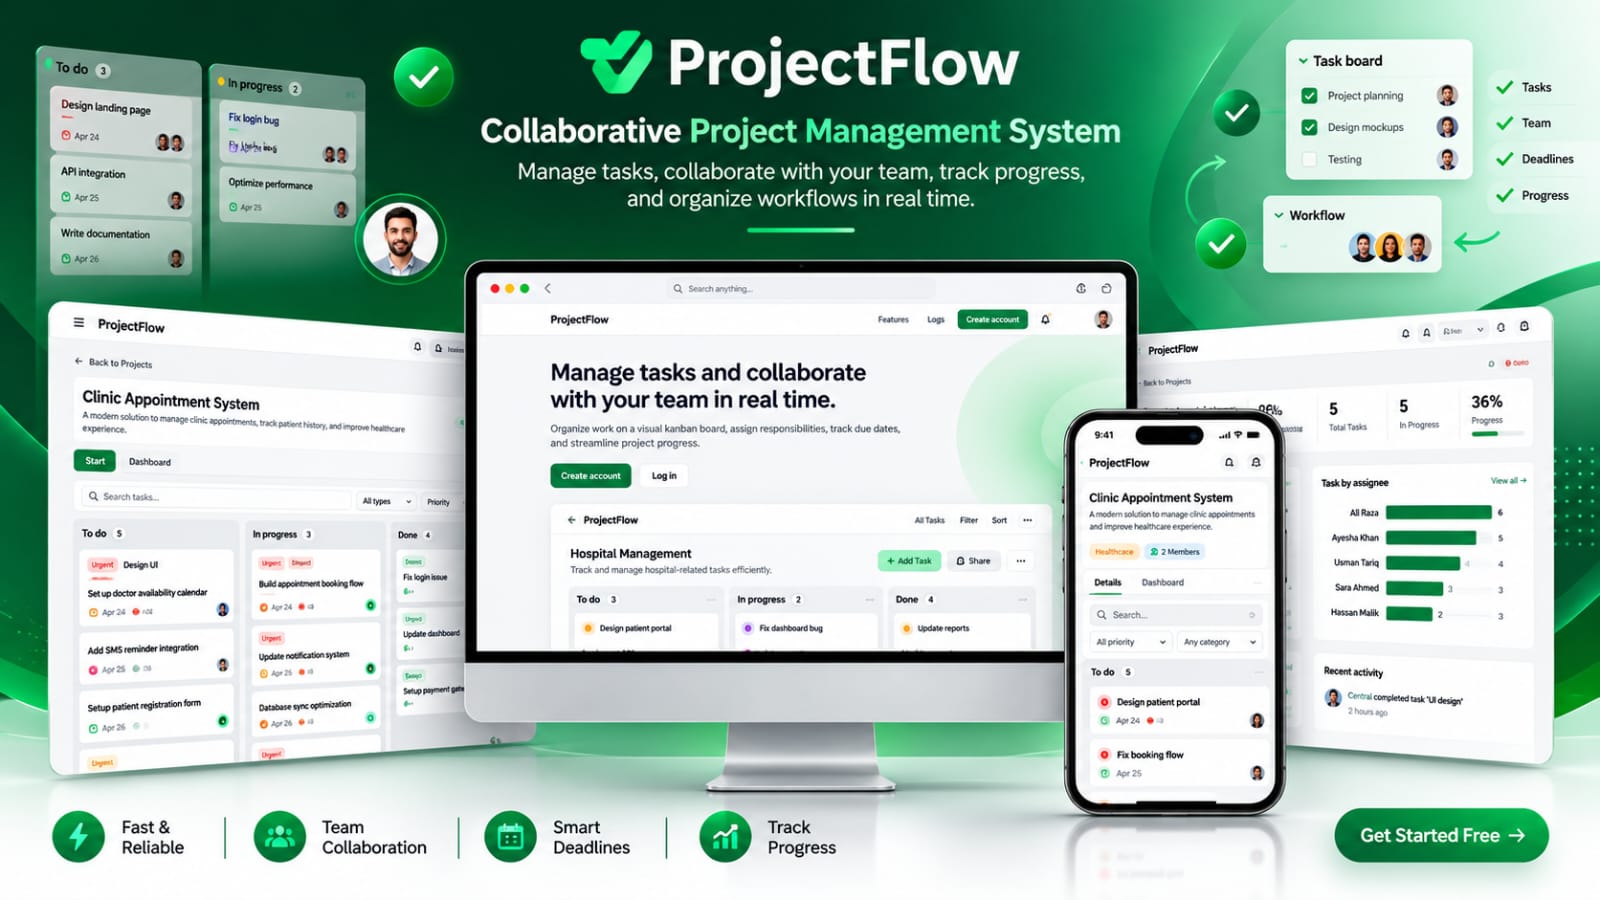 ProjectFlow
Collaborative Project Management System
Manage tasks, collaborate with your team, track progress,
and organize workflows in real time.
To do 3
Design landing page
Apr 24
API integration
Apr 25
Write documentation
Apr 26
In progress 2
Fix login bug
Optimize performance
Apr 25
Task board
Project planning
Design mockups
Testing
Workflow
Tasks
Team
Deadlines
Progress
ProjectFlow
Back to Projects
Clinic Appointment System
A modern solution to manage clinic appointments, track patient history, and improve healthcare
experience.
Start
Dashboard
Search tasks...
All types
Priority
To do 5
Urgent Design UI
Set up doctor availability calendar
Apr 24
Add SMS reminder integration
Apr 25
Setup patient registration form
Apr 26
Urgent
In progress 3
Urgent
Build appointment booking flow
Apr 24
Urgent
Update notification system
Apr 25
Database sync optimization
Apr 26
Urgent
Done 4
Fix login issue
Urgent
Update dashboard
Setup payment gate
Search anything...
ProjectFlow
Features
Logs
Create account
Manage tasks and collaborate
with your team in real time.
Organize work on a visual kanban board, assign responsibilities, track due dates,
and streamline project progress.
Create account
Log in
ProjectFlow
All Tasks
Filter
Sort
Hospital Management
Track and manage hospital-related tasks efficiently.
+ Add Task
Share
To do 3
Design patient portal
In progress 2
Fix dashboard bug
Done 4
Update reports
9:41
ProjectFlow
Clinic Appointment System
A modern solution to manage clinic appointments
and improve healthcare experience.
Healthcare
2 Members
Details
Dashboard
Search...
All priority
Any category
To do 5
Design patient portal
Apr 24
Fix booking flow
Apr 25
ProjectFlow
Back to Projects
5
Total Tasks
5
In Progress
36%
Progress
Task by assignee
View all →
Ali Raza 6
Ayesha Khan 5
Usman Tariq 4 4
Sara Ahmed 3 3
Hassan Malik 2 3
Recent activity
Central completed task 'UI design'
2 hours ago
Fast &
Reliable
Team
Collaboration
Smart
Deadlines
Track
Progress
Get Started Free →